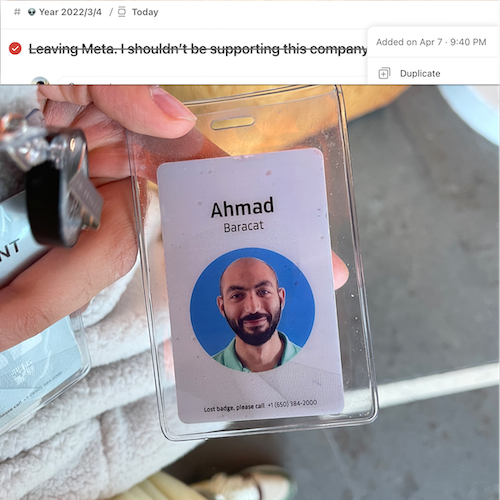 # 👽 Year 2022/3/4 / Today
Leaving Meta. I shouldn't be supporting this company
Added on Apr 7 · 9:40 PM
Duplicate
Ahmad
Baracat
Lost badge, please call +1 (650) 384-2000
NT